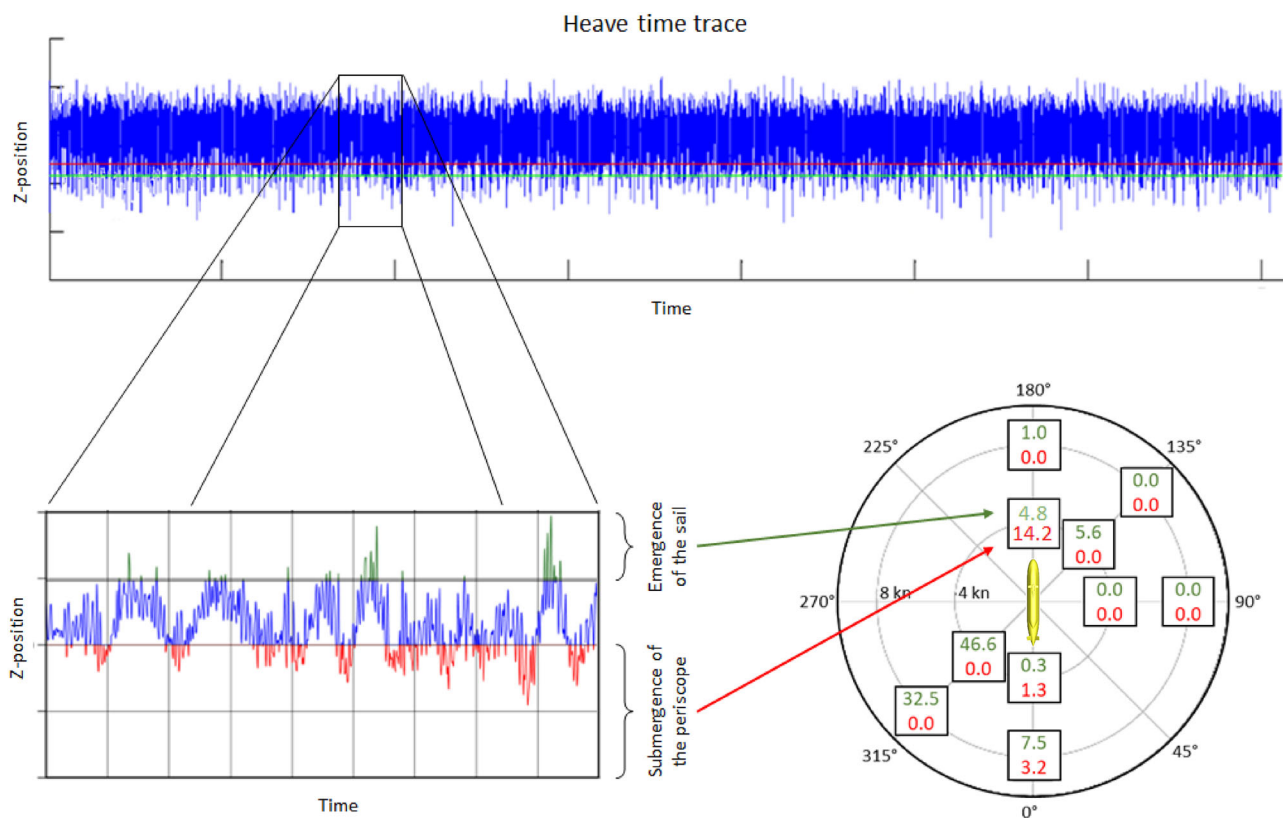 Heave time trace
Z-position
Time
Z-position
Time
Emergence
of the sail
Submergence of
the periscope
180°
225°
135°
270°
90°
315°
45°
0°
8 kn
4 kn
1.0
0.0
0.0
0.0
4.8
14.2
5.6
0.0
0.0
0.0
0.0
0.0
46.6
0.0
0.3
1.3
32.5
0.0
7.5
3.2